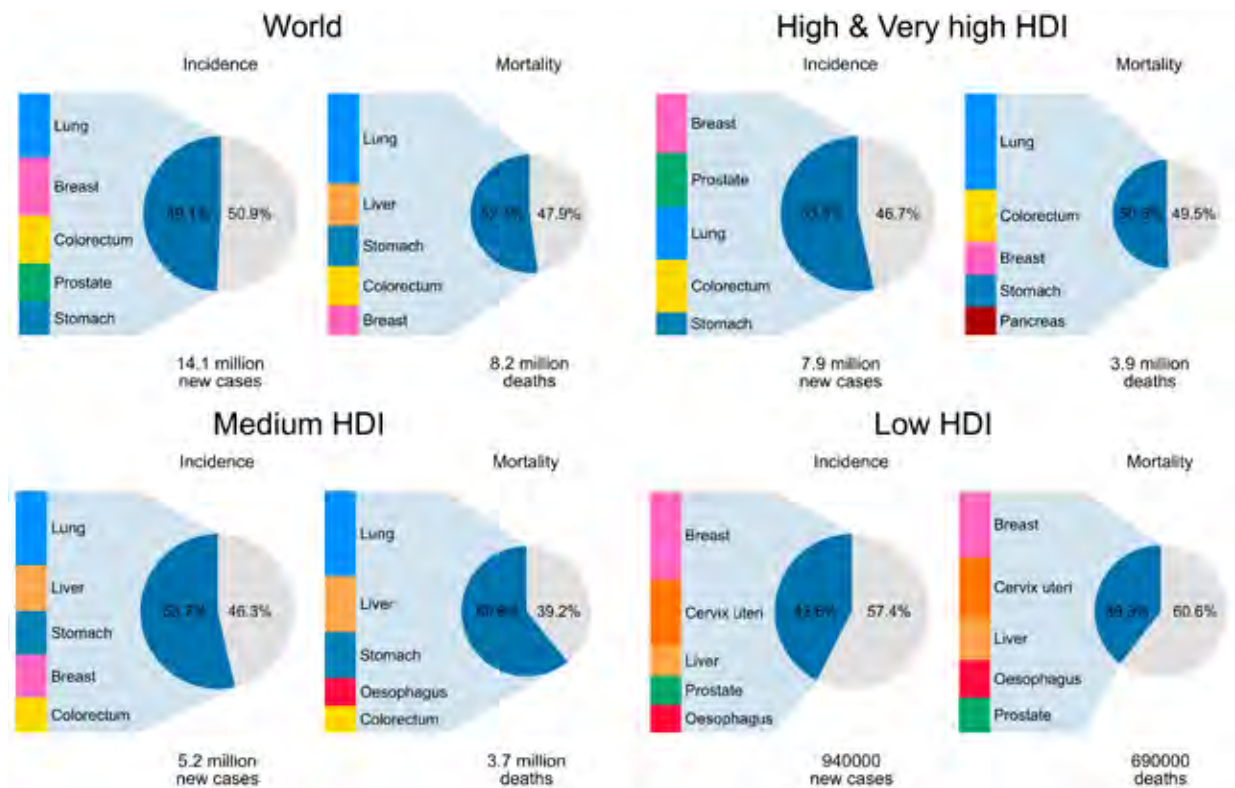 World
Incidence
Lung
Breast
Colorectum
Prostate
Stomach
49.1%
50.9%
14.1 million
new cases
Mortality
Lung
Liver
Stomach
Colorectum
Breast
47.9%
8.2 million
deaths
High & Very high HDI
Incidence
Breast
Prostate
Lung
Colorectum
Stomach
46.7%
7.9 million
new cases
Mortality
Lung
Colorectum
Breast
Stomach
Pancreas
49.5%
3.9 million
deaths
Medium HDI
Incidence
Lung
Liver
Stomach
Breast
Colorectum
53.7%
46.3%
5.2 million
new cases
Mortality
Lung
Liver
Stomach
Oesophagus
Colorectum
39.2%
3.7 million
deaths
Low HDI
Incidence
Breast
Cervix uteri
Liver
Prostate
Oesophagus
57.4%
940000
new cases
Mortality
Breast
Cervix uteri
Liver
Oesophagus
Prostate
60.6%
690000
deaths